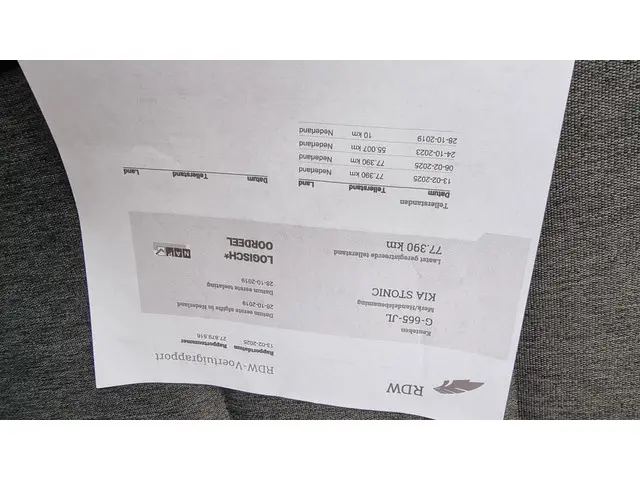 RDW
RDW-Voertuigrapport
Rapportdatum Rapportnummer
13-02-2025 27.879.616
Kenteken
G-665-JL
Merk/Handelsbenaming
KIA STONIC
Laatst geregistreerde tellerstand
77.390 km
Datum eerste afgifte in Nederland
28-10-2019
Datum eerste toelating
28-10-2019
LOGISCH*
OORDEEL
NAP
Tellerstanden
Datum Tellerstand Land
13-02-2025 77.390 km Nederland
06-02-2025 77.390 km Nederland
24-10-2023 55.007 km Nederland
28-10-2019 10 km Nederland
Datum Tellerstand Land